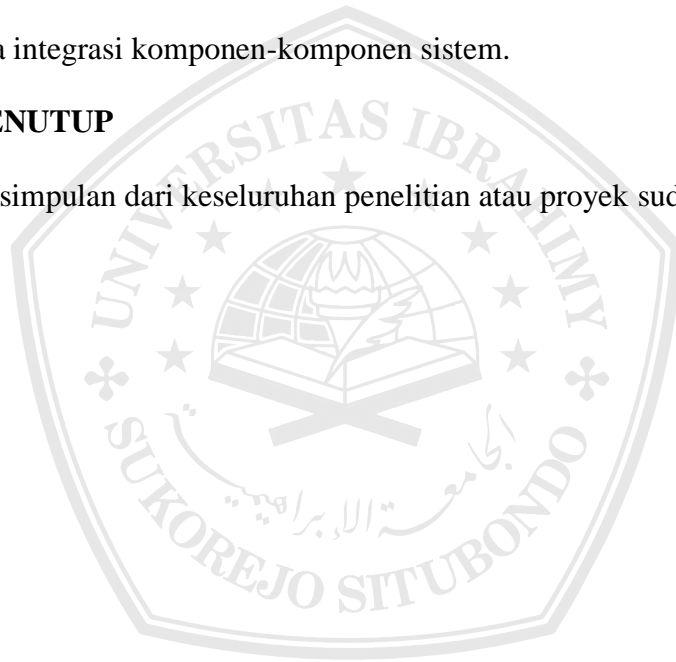 a integrasi komponen-komponen sistem.
ENUTUP
simpulan dari keseluruhan penelitian atau proyek sud
UNIVERSITAS IBRAHIMY
SUKOREJO SITUBONDO